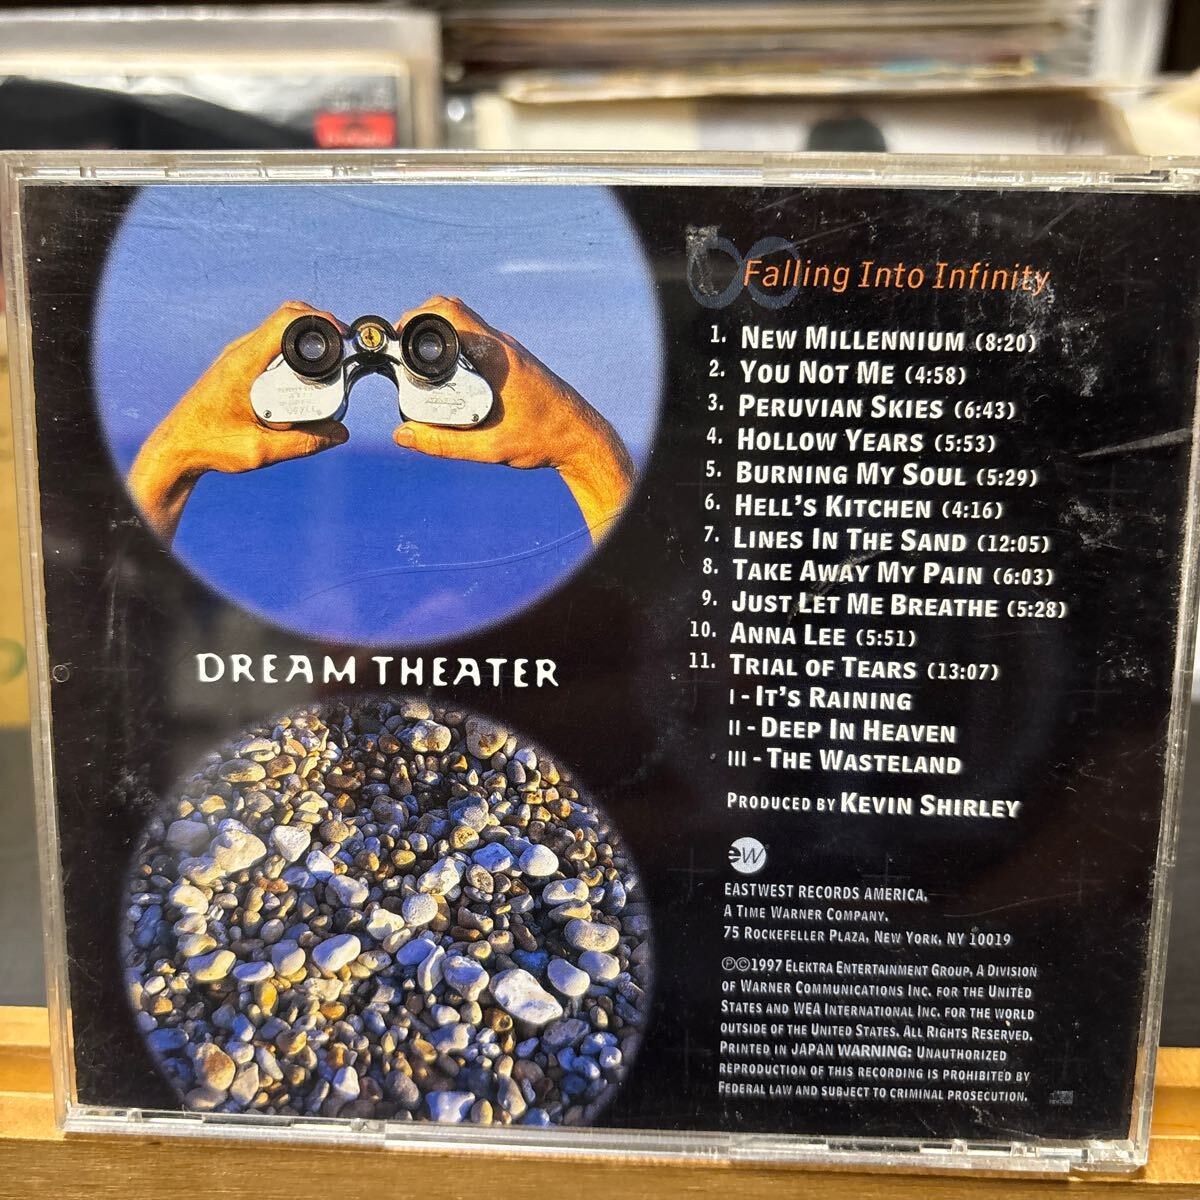 Falling Into Infinity
1. NEW MILLENNIUM (8:20)
2. YOU NOT ME (4:58)
3. PERUVIAN SKIES (6:43)
4. HOLLOW YEARS (5:53)
5. BURNING MY SOUL (5:29)
6. HELL'S KITCHEN (4:16)
7. LINES IN THE SAND (12:05)
8. TAKE AWAY MY PAIN (6:03)
9. JUST LET ME BREATHE (5:28)
10. ANNA LEE (5:51)
11. TRIAL OF TEARS (13:07)
I - IT'S RAINING
II - DEEP IN HEAVEN
III - THE WASTELAND
PRODUCED BY KEVIN SHIRLEY
DREAM THEATER
eW
EASTWEST RECORDS AMERICA,
A TIME WARNER COMPANY.
75 ROCKEFELLER PLAZA, NEW YORK, NY 10019
℗©1997 ELEKTRA ENTERTAINMENT GROUP, A DIVISION
OF WARNER COMMUNICATIONS INC. FOR THE UNITED
STATES AND WEA INTERNATIONAL INC. FOR THE WORLD
OUTSIDE OF THE UNITED STATES. ALL RIGHTS RESERVED.
PRINTED IN JAPAN WARNING: UNAUTHORIZED
REPRODUCTION OF THIS RECORDING IS PROHIBITED BY
FEDERAL LAW AND SUBJECT TO CRIMINAL PROSECUTION.